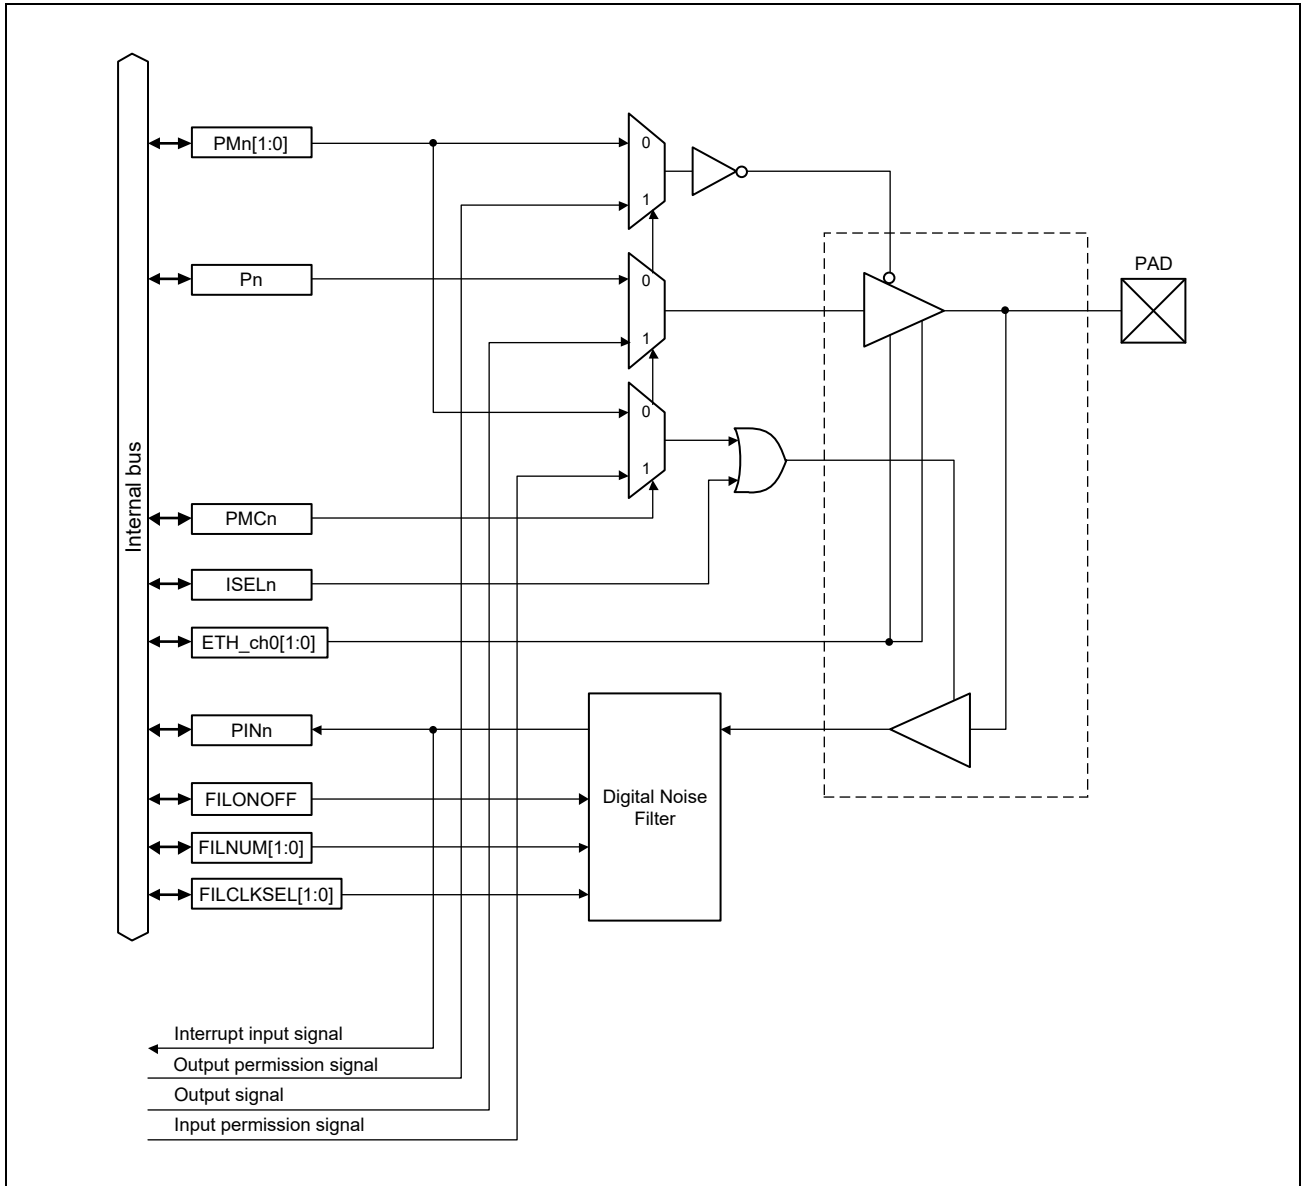 PMn[1:0]
0
1
Pn
0
1
PAD
0
1
Internal bus
PMCn
ISELn
ETH_ch0[1:0]
PINn
FILONOFF
Digital Noise
Filter
FILNUM[1:0]
FILCLKSEL[1:0]
Interrupt input signal
Output permission signal
Output signal
Input permission signal